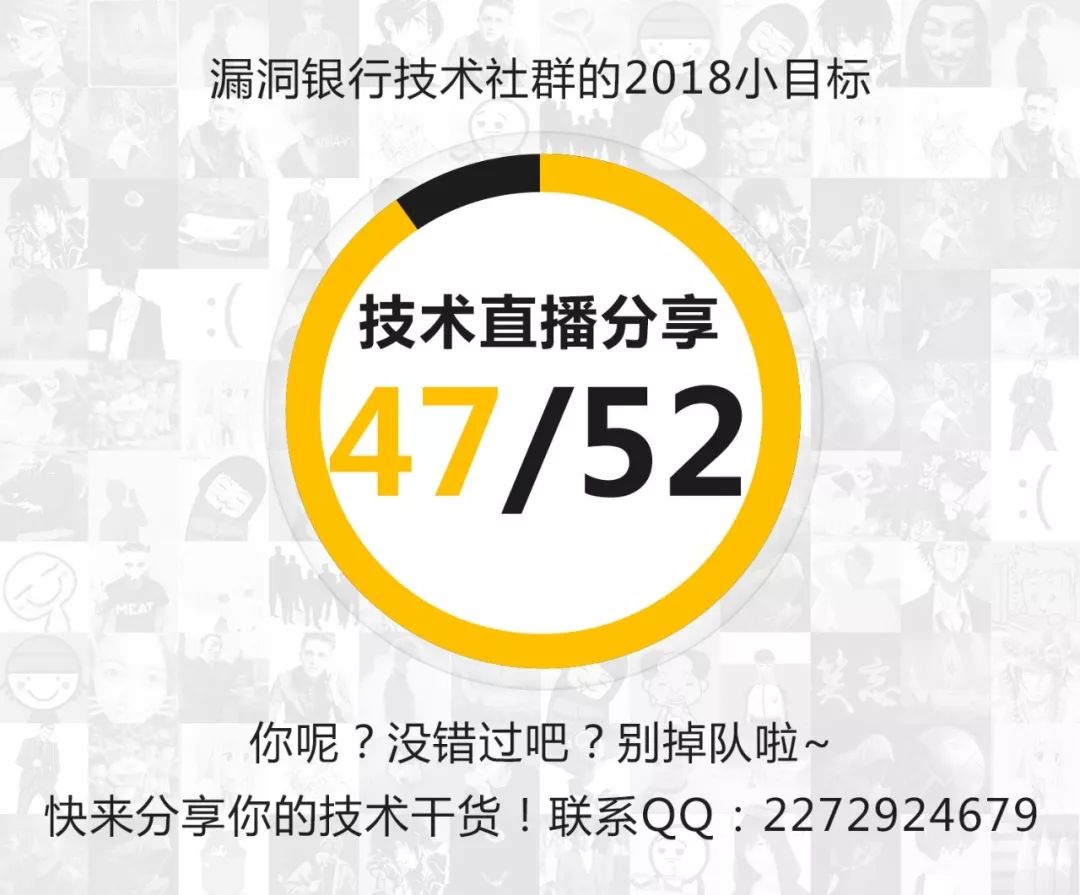 漏洞银行技术社群的2018小目标
技术直播分享
47/52
MEAT
你呢？没错过吧？别掉队啦~
快来分享你的技术干货！联系QQ：2272924679